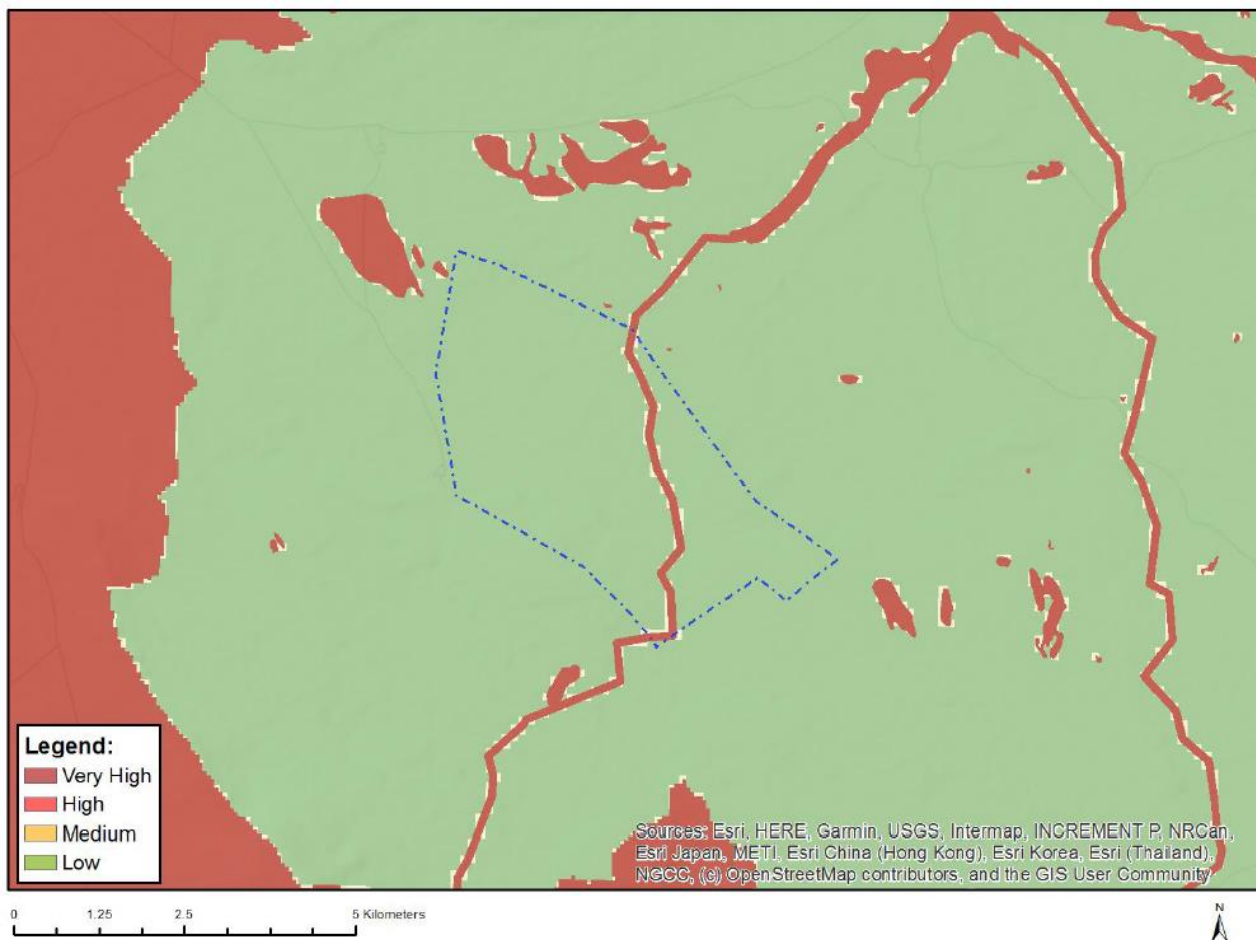 Legend:
Very High
High
Medium
Low
Sources: Esri, HERE, Garmin, USGS, Intermap, INCREMENT P, NRCan,
Esri Japan, METI, Esri China (Hong Kong), Esri Korea, Esri (Thailand),
NGCC, (c) OpenStreetMap contributors, and the GIS User Community
0 1.25 2.5 5 Kilometers
N